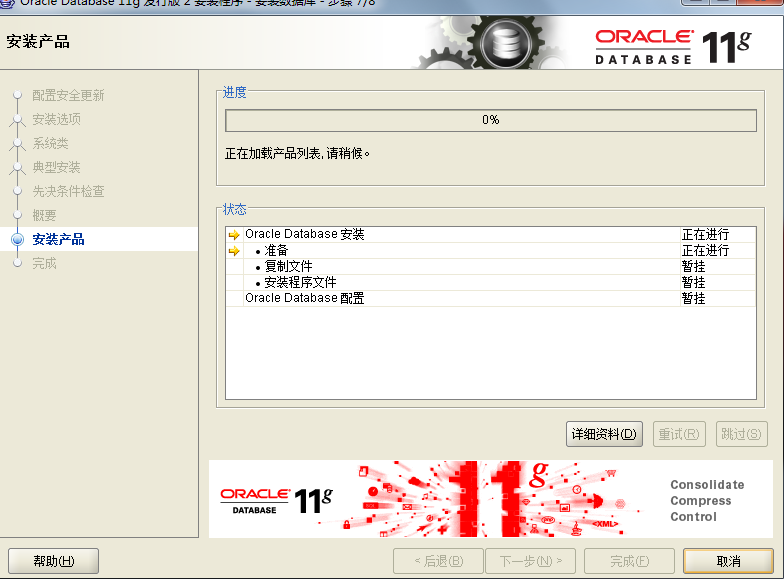 Oracle Database 11g 发行版 2 安装程序 - 安装数据库 - 步骤 7/8
安装产品
ORACLE
DATABASE 11g
配置安全更新
安装选项
系统类
典型安装
先决条件检查
概要
安装产品
完成
进度
0%
正在加载产品列表, 请稍候。
状态
Oracle Database 安装 正在进行
• 准备 正在进行
• 复制文件 暂挂
• 安装程序文件 暂挂
Oracle Database 配置 暂挂
详细资料(D) 重试(R) 跳过(S)
ORACLE
DATABASE 11g
11g
<XML>
Consolidate
Compress
Control
帮助(H) < 后退(B) 下一步(N) > 完成(F) 取消